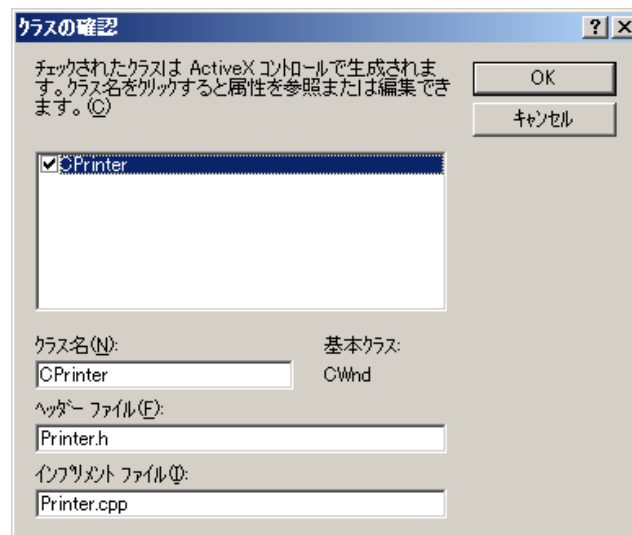 クラスの確認
チェックされたクラスは ActiveX コントロールで生成されま
す。クラス名をクリックすると属性を参照または編集でき
ます。(C)
OK
キャンセル
CPrinter
クラス名(N):
基本クラス:
CPrinter
CWnd
ヘッダー ファイル(F):
Printer.h
インプリメント ファイル(I):
Printer.cpp